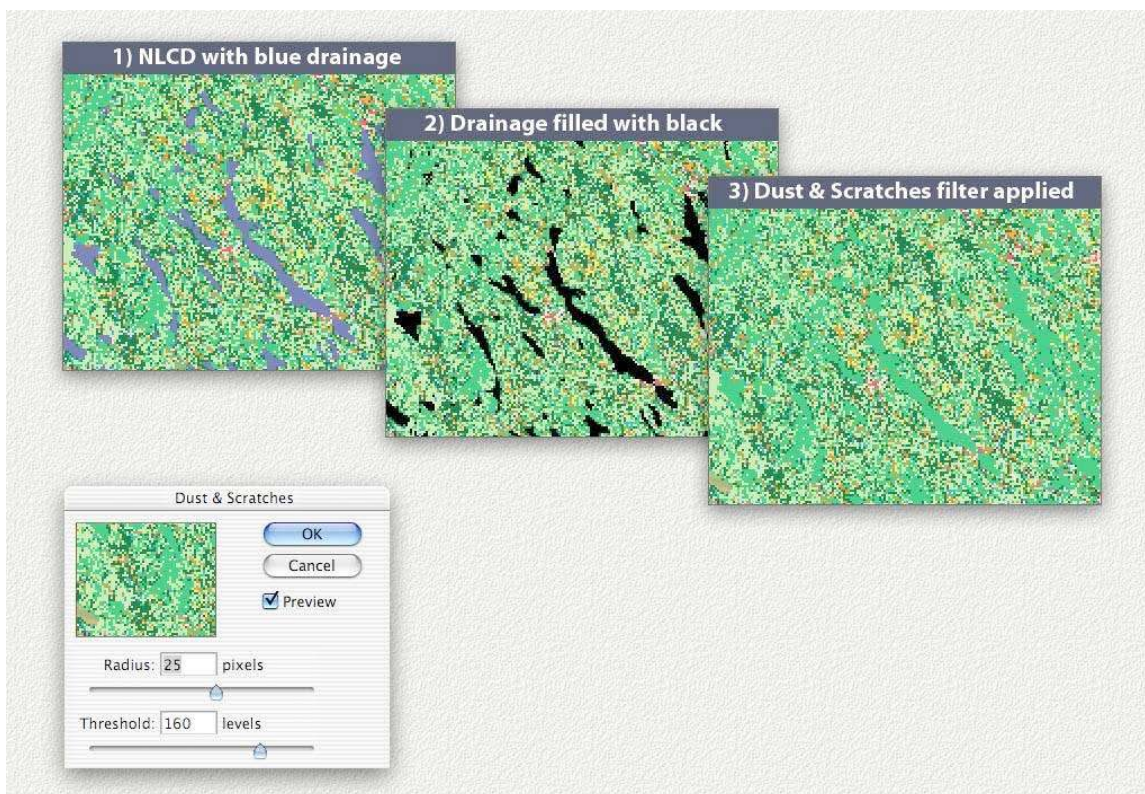 1) NLCD with blue drainage
2) Drainage filled with black
3) Dust & Scratches filter applied
Dust & Scratches
OK
Cancel
Preview
Radius: 25 pixels
Threshold: 160 levels